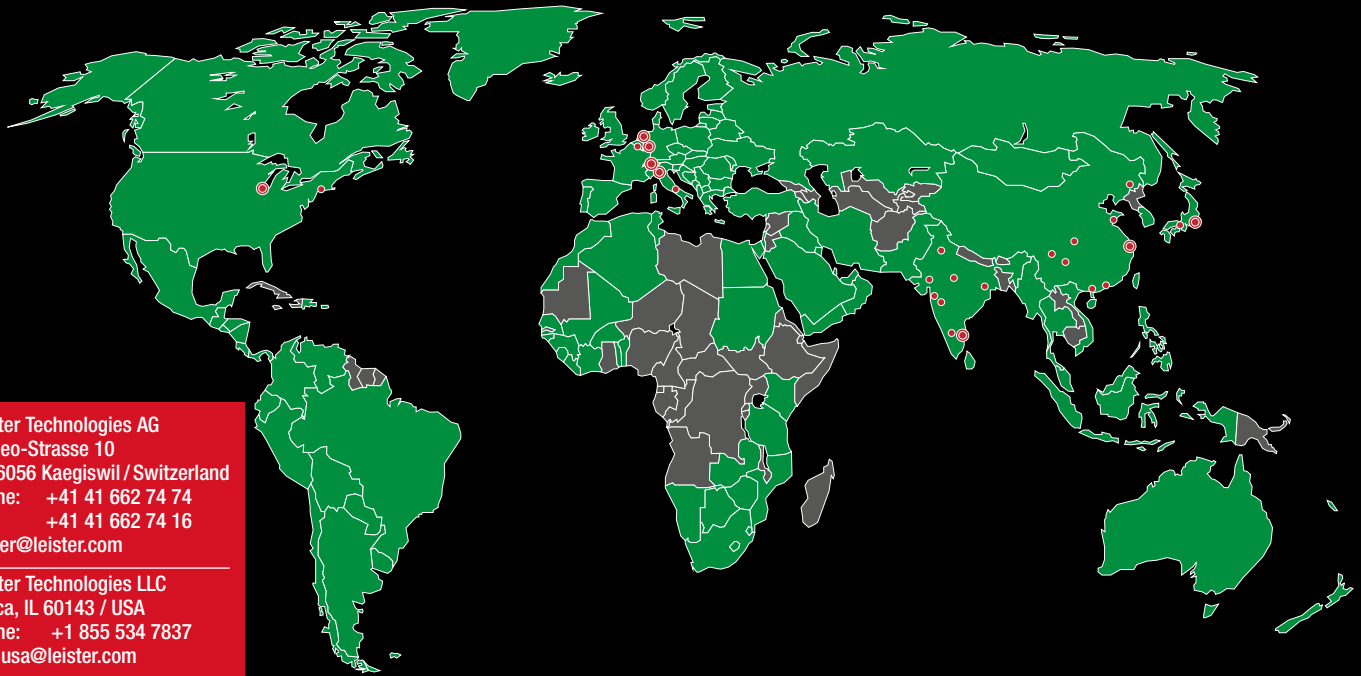 ter Technologies AG
eo-Strasse 10
6056 Kaegiswil / Switzerland
ne: +41 41 662 74 74
+41 41 662 74 16
er@leister.com
ter Technologies LLC
ca, IL 60143 / USA
ne: +1 855 534 7837
usa@leister.com